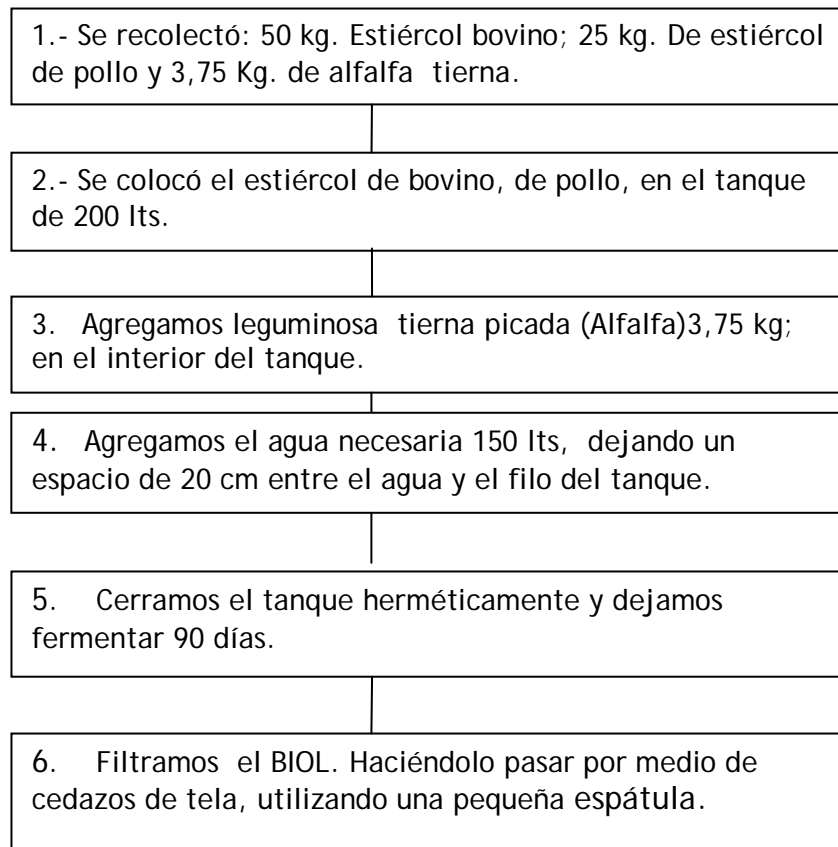 1.- Se recolectó: 50 kg. Estiércol bovino; 25 kg. De estiércol
de pollo y 3,75 Kg. de alfalfa tierna.
2.- Se colocó el estiércol de bovino, de pollo, en el tanque
de 200 lts.
3. Agregamos leguminosa tierna picada (Alfalfa)3,75 kg;
en el interior del tanque.
4. Agregamos el agua necesaria 150 lts, dejando un
espacio de 20 cm entre el agua y el filo del tanque.
5. Cerramos el tanque herméticamente y dejamos
fermentar 90 días.
6. Filtramos el BIOL. Haciéndolo pasar por medio de
cedazos de tela, utilizando una pequeña espátula.